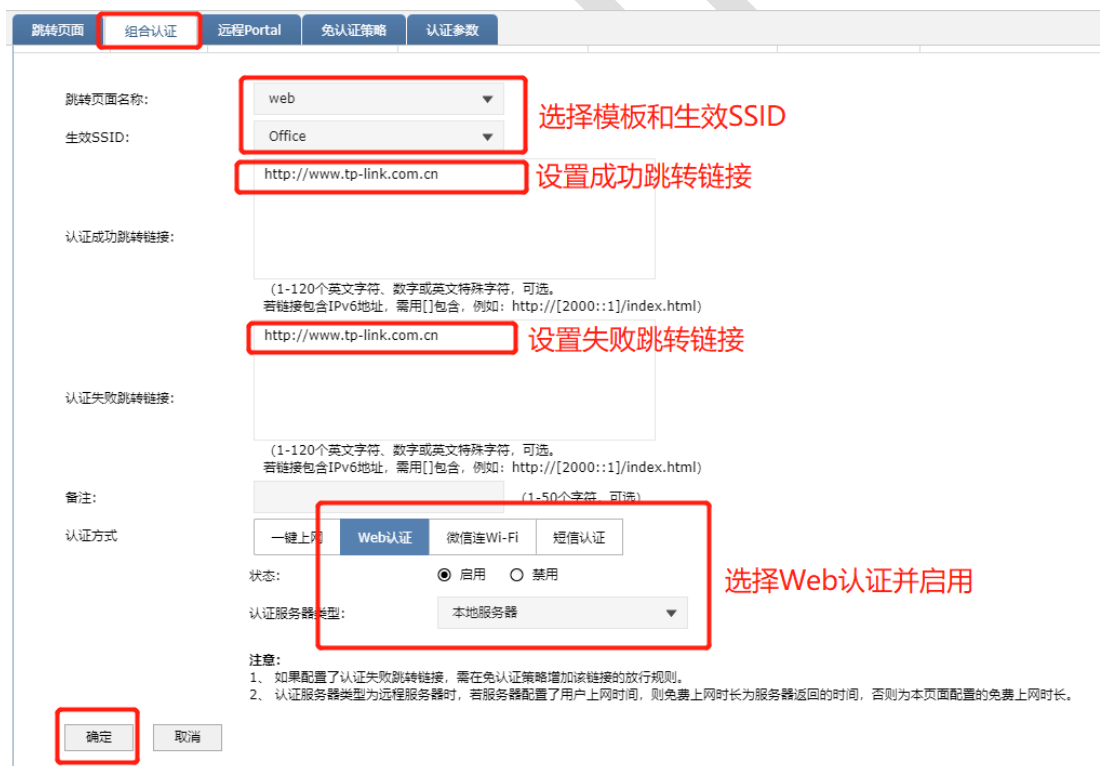 跳转页面 组合认证 远程Portal 免认证策略 认证参数
跳转页面名称: web
选择模板和生效SSID
生效SSID: Office
http://www.tp-link.com.cn 设置成功跳转链接
认证成功跳转链接:
(1-120个英文字符、数字或英文特殊字符，可选。
若链接包含IPv6地址，需用[]包含，例如：http://[2000::1]/index.html)
http://www.tp-link.com.cn 设置失败跳转链接
认证失败跳转链接:
(1-120个英文字符、数字或英文特殊字符，可选。
若链接包含IPv6地址，需用[]包含，例如：http://[2000::1]/index.html)
备注: (1-50个字符，可选)
认证方式 一键上网 Web认证 微信连Wi-Fi 短信认证
状态: 启用 禁用
选择Web认证并启用
认证服务器类型: 本地服务器
注意:
1、 如果配置了认证失败跳转链接，需在免认证策略增加该链接的放行规则。
2、 认证服务器类型为远程服务器时，若服务器配置了用户上网时间，则免费上网时长为服务器返回的时间，否则为本页面配置的免费上网时长。
确定 取消